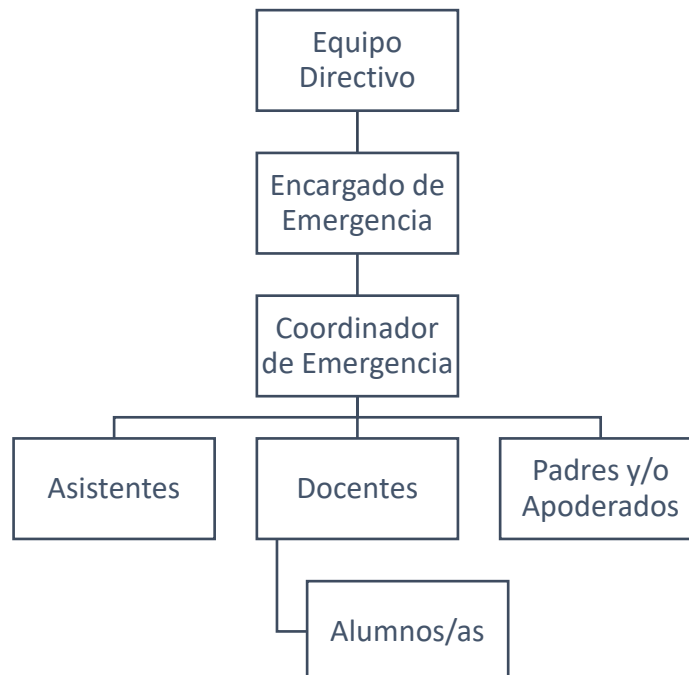 Equipo
Directivo
Encargado de
Emergencia
Coordinador
de Emergencia
Asistentes
Docentes
Padres y/o
Apoderados
Alumnos/as